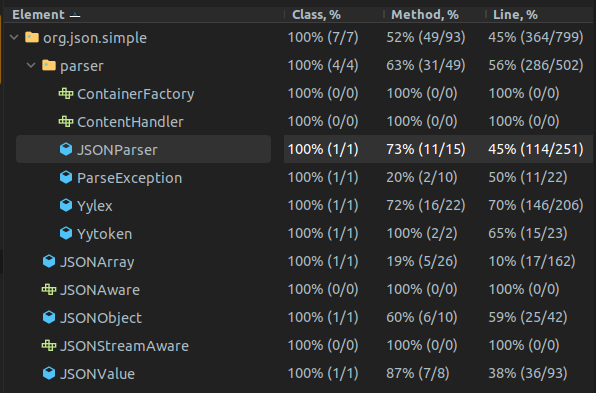 Element Class, % Method, % Line, %
org.json.simple 100% (7/7) 52% (49/93) 45% (364/799)
parser 100% (4/4) 63% (31/49) 56% (286/502)
ContainerFactory 100% (0/0) 100% (0/0) 100% (0/0)
ContentHandler 100% (0/0) 100% (0/0) 100% (0/0)
JSONParser 100% (1/1) 73% (11/15) 45% (114/251)
ParseException 100% (1/1) 20% (2/10) 50% (11/22)
Yylex 100% (1/1) 72% (16/22) 70% (146/206)
Yytoken 100% (1/1) 100% (2/2) 65% (15/23)
JSONArray 100% (1/1) 19% (5/26) 10% (17/162)
JSONAware 100% (0/0) 100% (0/0) 100% (0/0)
JSONObject 100% (1/1) 60% (6/10) 59% (25/42)
JSONStreamAware 100% (0/0) 100% (0/0) 100% (0/0)
JSONValue 100% (1/1) 87% (7/8) 38% (36/93)